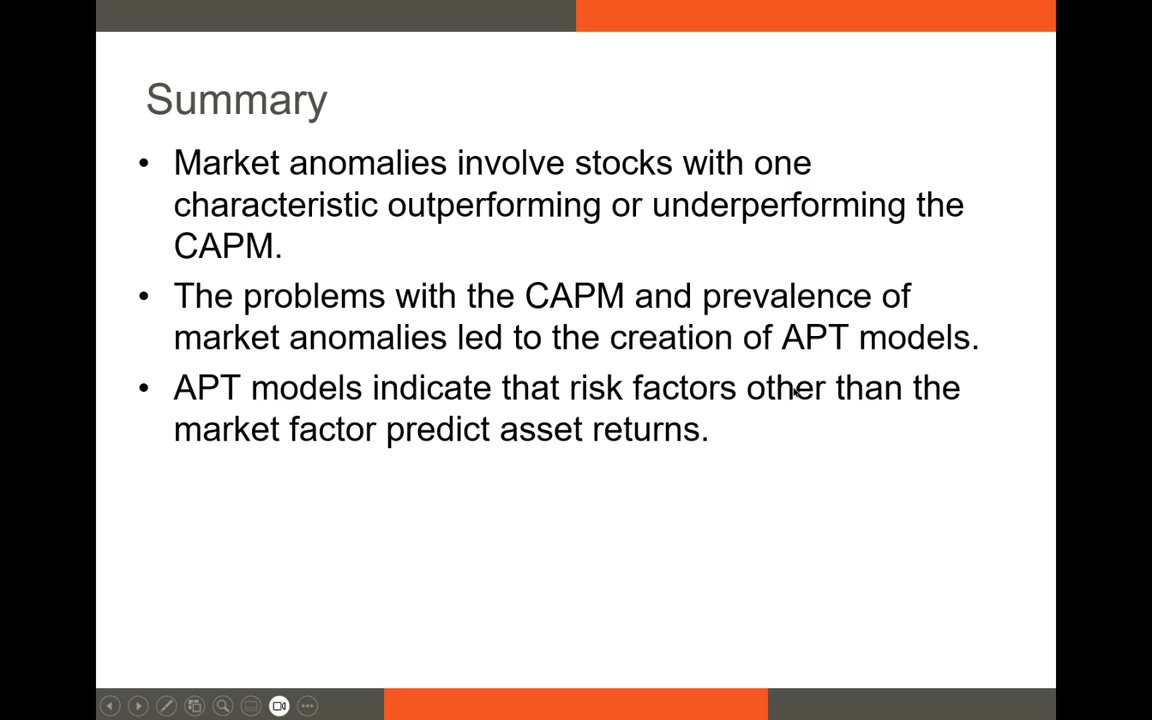 Summary
• Market anomalies involve stocks with one
characteristic outperforming or underperforming the
CAPM.
• The problems with the CAPM and prevalence of
market anomalies led to the creation of APT models.
• APT models indicate that risk factors other than the
market factor predict asset returns.